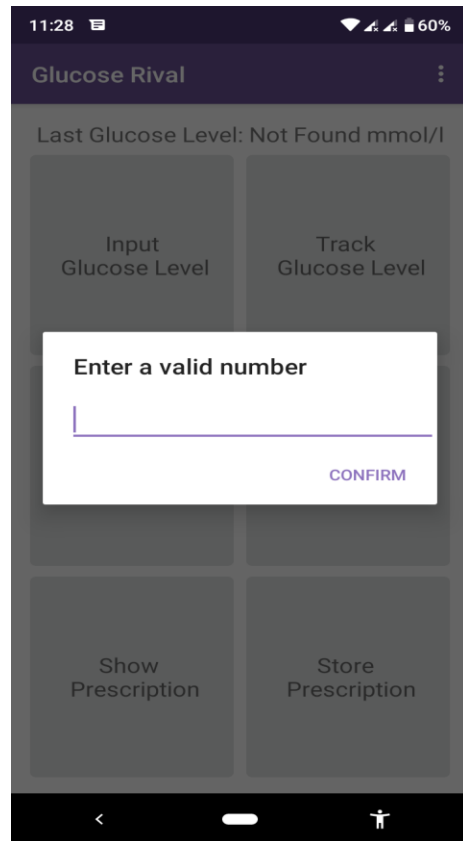 11:28 60%
Glucose Rival
Last Glucose Level: Not Found mmol/l
Input
Glucose Level
Track
Glucose Level
Enter a valid number
CONFIRM
Show
Prescription
Store
Prescription